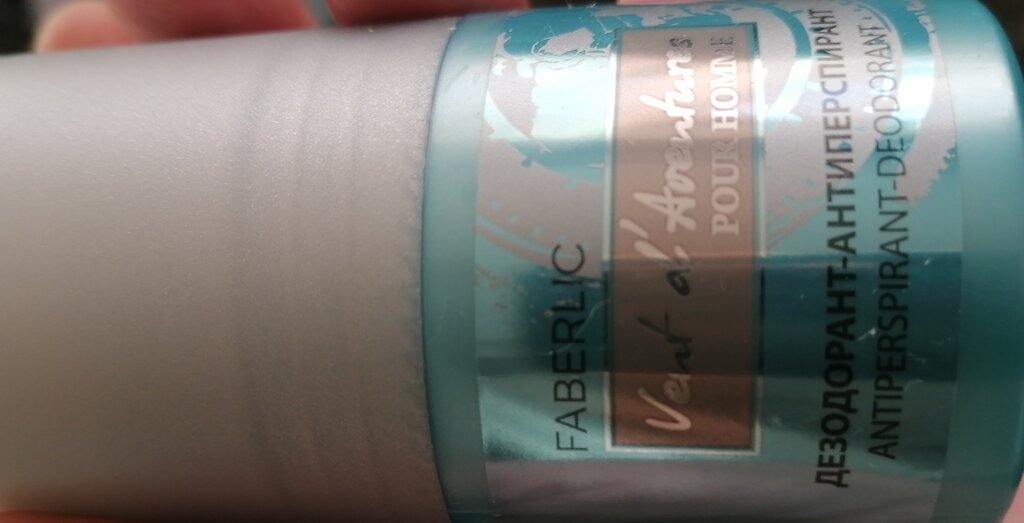 FABERLIC
Vent d'Aventures
POUR HOMME
ДЕЗОДОРАНТ-АНТИПЕРСПИРАНТ
ANTIPERSPIRANT-DEODORANT